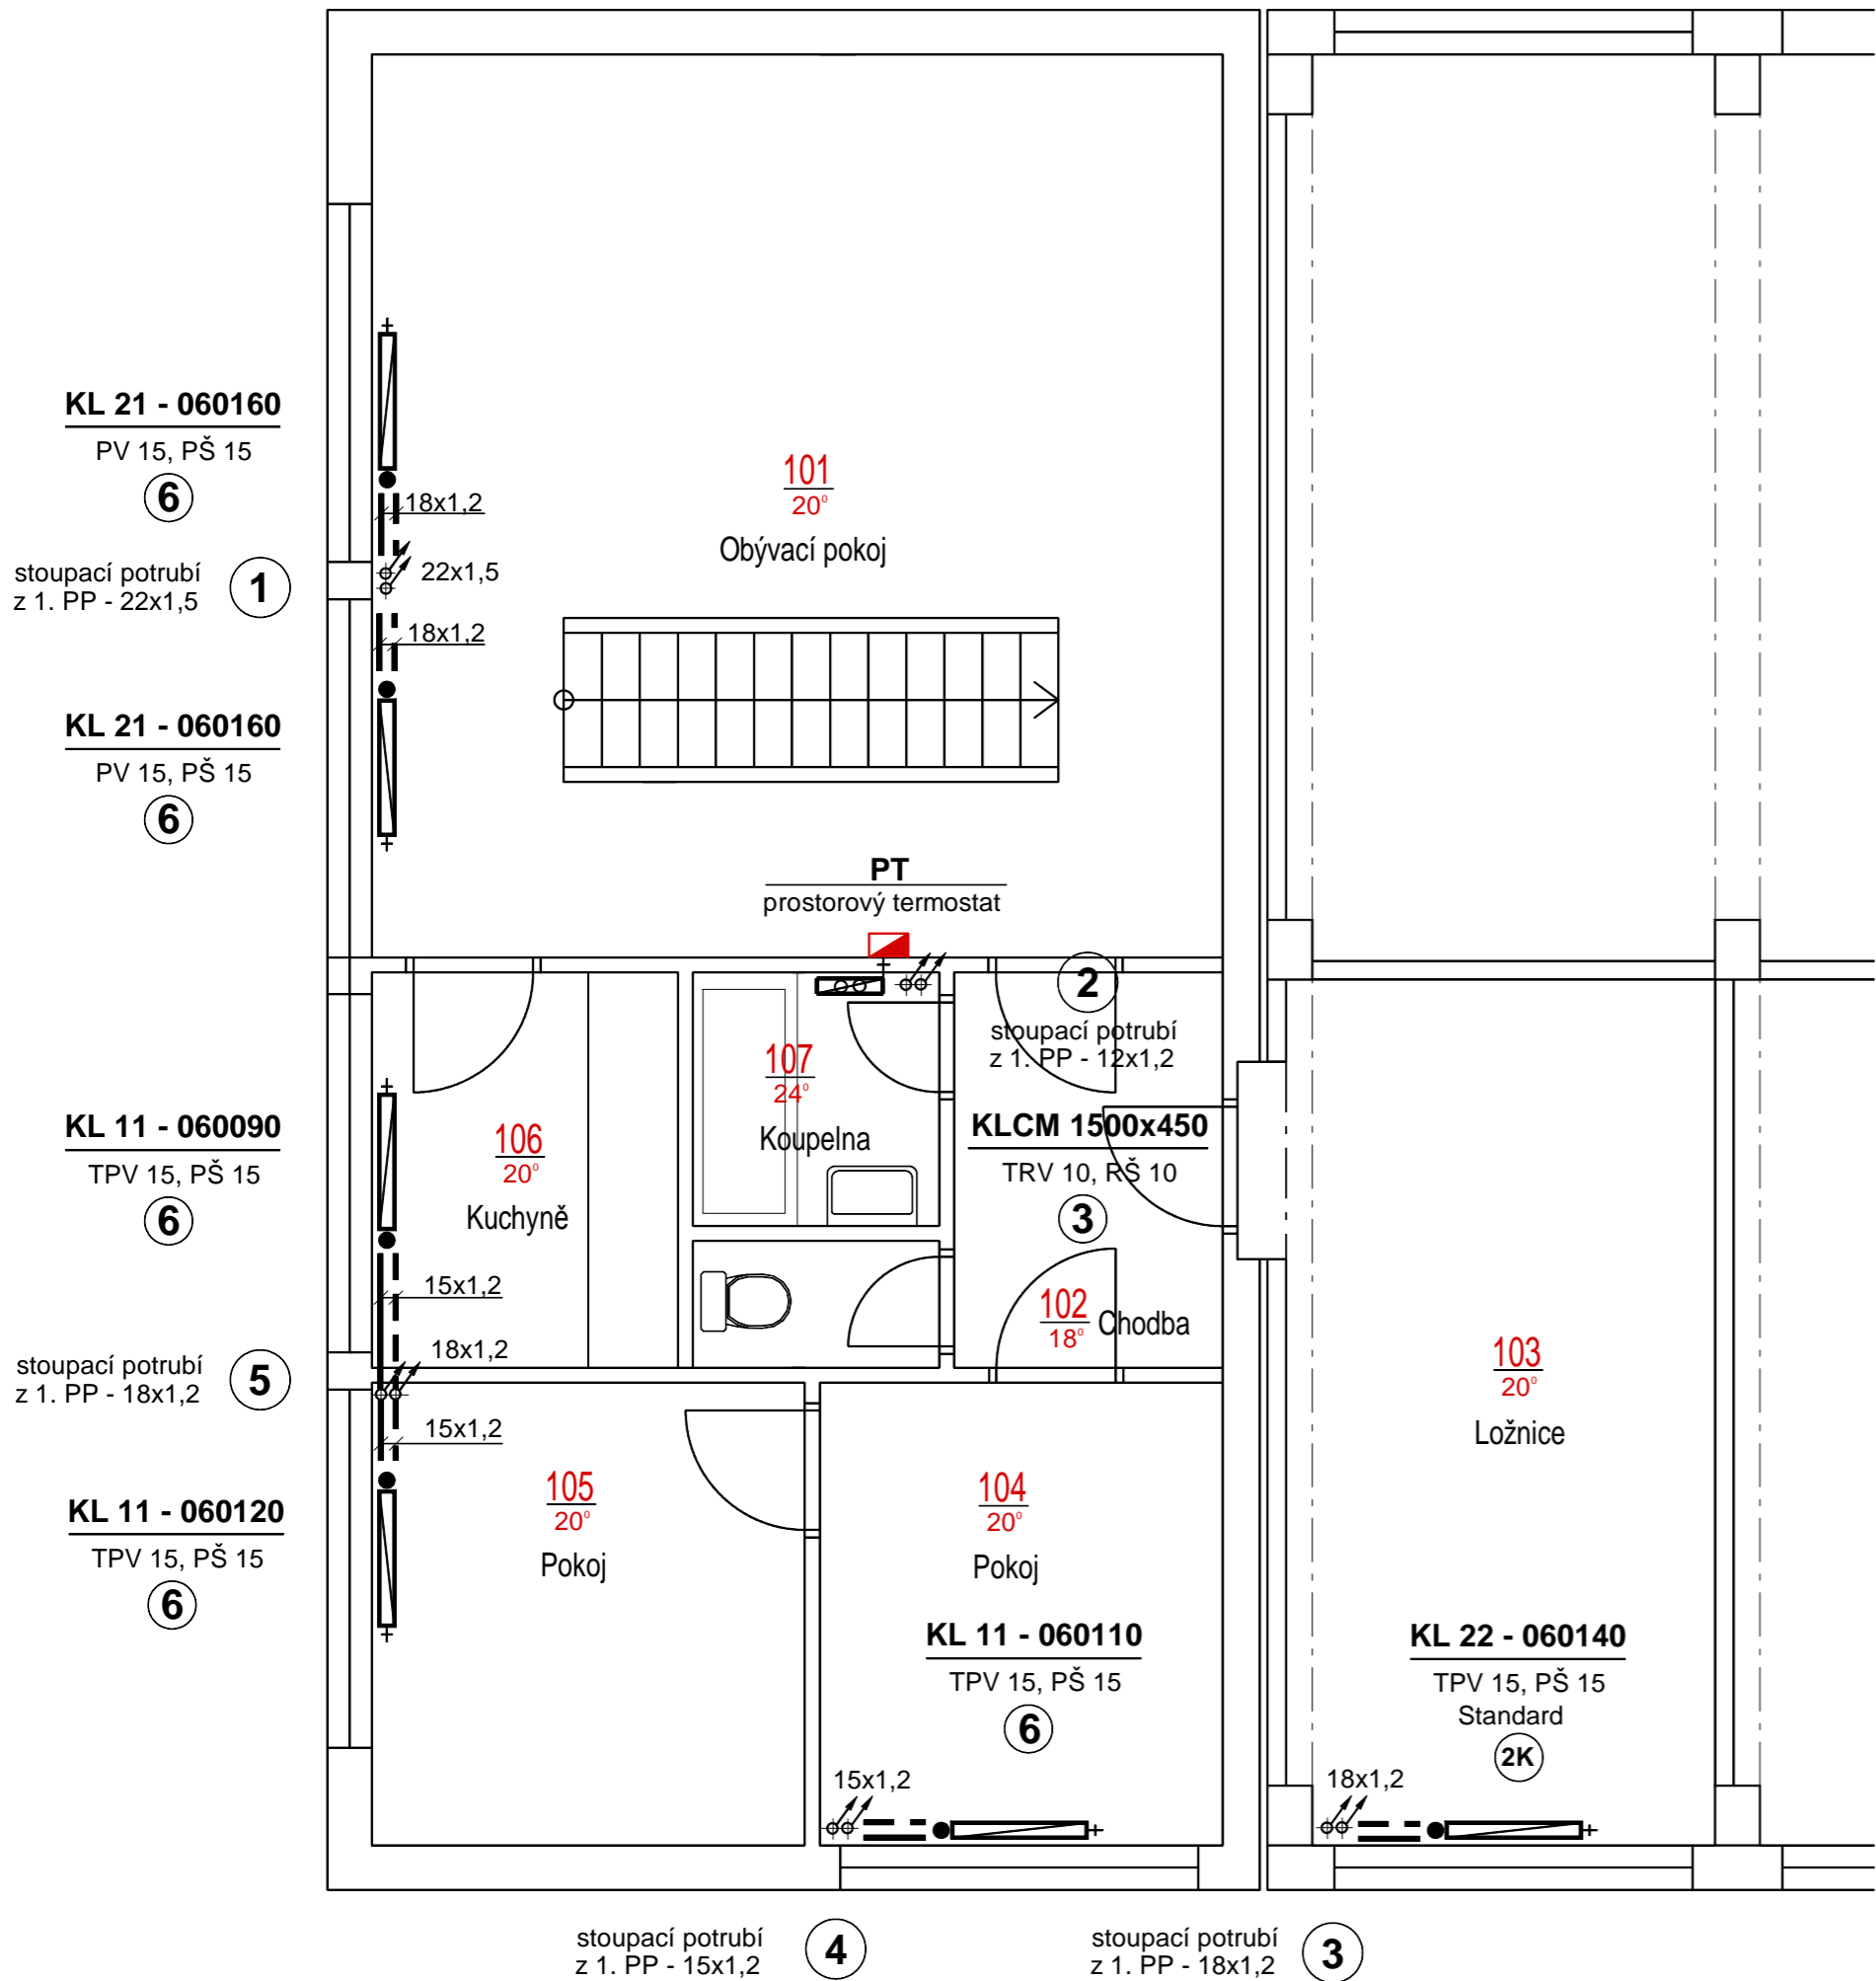 KL 21 - 060160
PV 15, PŠ 15
6
18x1,2
101
20°
Obývací pokoj
stoupací potrubí
z 1. PP - 22x1,5
1
22x1,5
18x1,2
KL 21 - 060160
PV 15, PŠ 15
6
PT
prostorový termostat
2
stoupací potrubí
z 1. PP - 12x1,2
107
24°
Koupelna
KL 11 - 060090
TPV 15, PŠ 15
6
106
20°
Kuchyně
KLCM 1500x450
TRV 10, RŠ 10
3
15x1,2
102
18°
Chodba
18x1,2
stoupací potrubí
z 1. PP - 18x1,2
5
15x1,2
103
20°
Ložnice
KL 11 - 060120
TPV 15, PŠ 15
6
105
20°
Pokoj
104
20°
Pokoj
KL 11 - 060110
TPV 15, PŠ 15
6
KL 22 - 060140
TPV 15, PŠ 15
Standard
2K
15x1,2
18x1,2
stoupací potrubí
z 1. PP - 15x1,2
4
stoupací potrubí
z 1. PP - 18x1,2
3